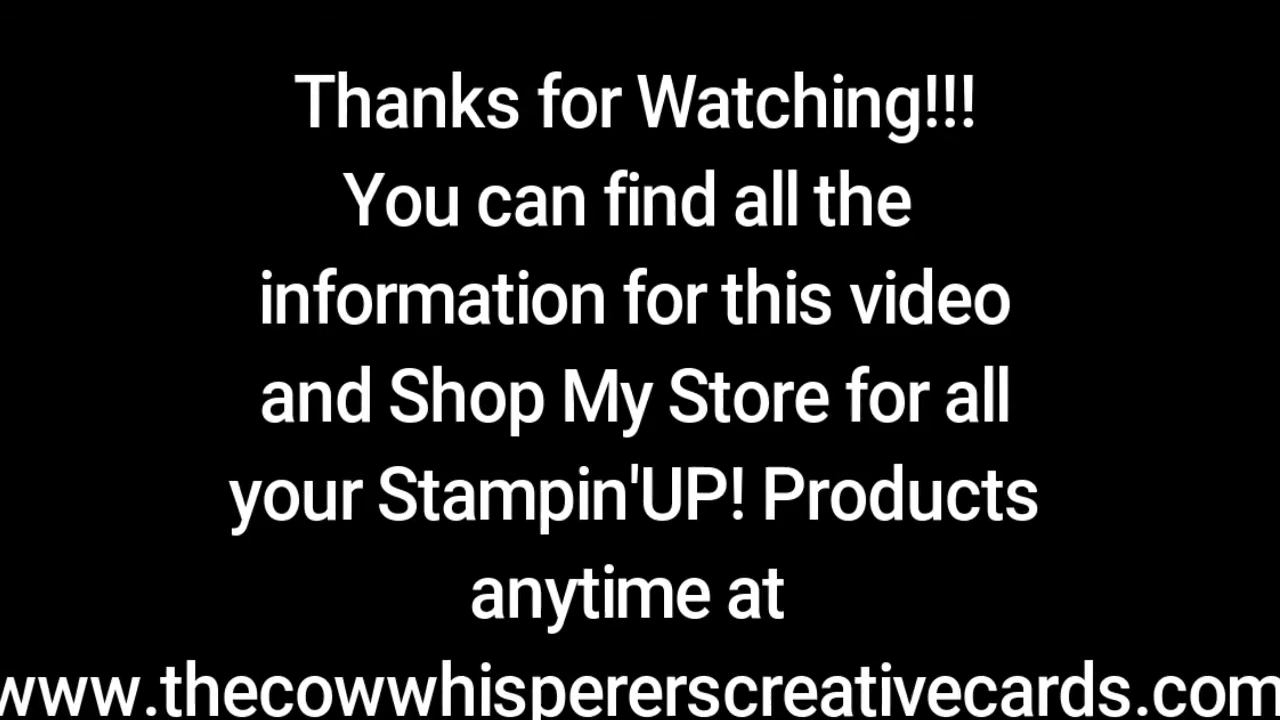 Thanks for Watching!!!
You can find all the
information for this video
and Shop My Store for all
your Stampin'UP! Products
anytime at
www.thecowwhispererscreativecards.com